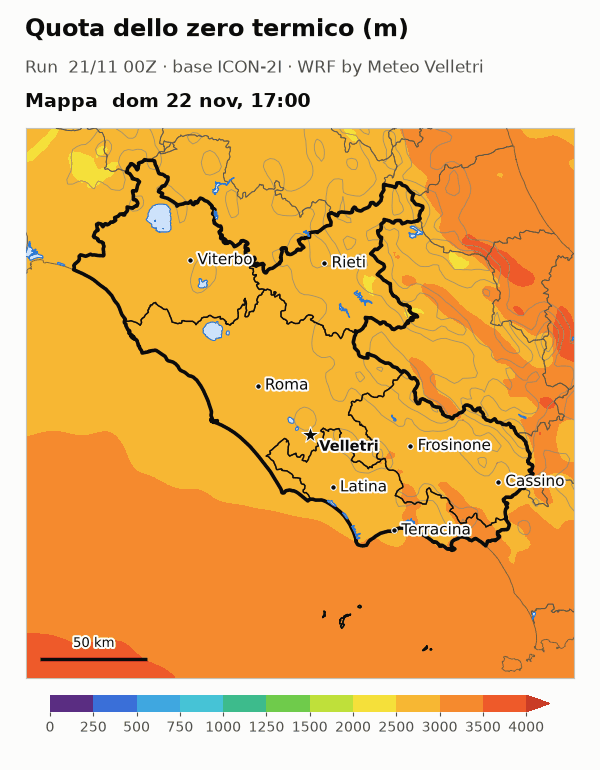 Quota dello zero termico (m)
Run  21/11 00Z · base ICON-2I · WRF by Meteo Velletri
Mappa  dom 22 nov, 17:00
Viterbo
Rieti
Roma
Velletri
Frosinone
Cassino
Latina
Terracina
50 km
0 250 500 750 1000 1250 1500 2000 2500 3000 3500 4000